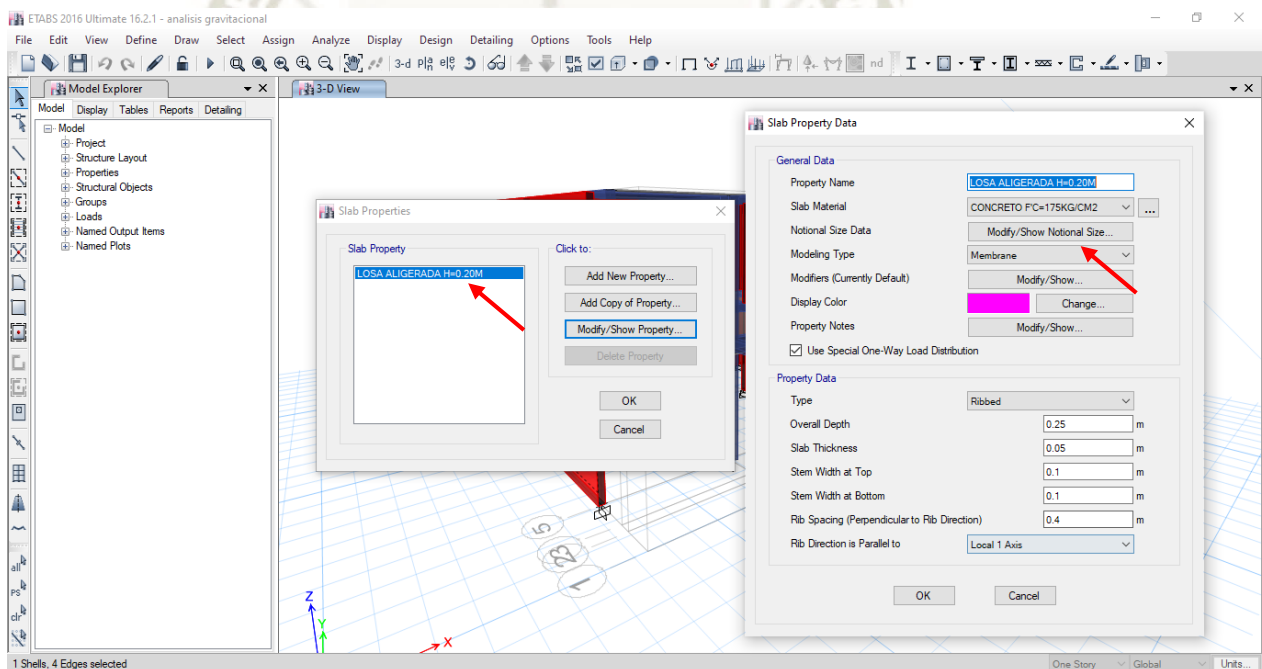 ETABS 2016 Ultimate 16.2.1 - analisis gravitacional
File Edit View Define Draw Select Assign Analyze Display Design Detailing Options Tools Help
3-d nd
Model Explorer
Model Display Tables Reports Detailing
Model
Project
Structure Layout
Properties
Structural Objects
Groups
Loads
Named Output Items
Named Plots
all
PS
clr
3-D View
Slab Properties
Slab Property
LOSA ALIGERADA H=0.20M
Click to:
Add New Property...
Add Copy of Property...
Modify/Show Property...
Delete Property
OK
Cancel
5
1
Z
Y
X
Slab Property Data
General Data
Property Name LOSA ALIGERADA H=0.20M
Slab Material CONCRETO F'C=175KG/CM2 ...
Notional Size Data Modify/Show Notional Size...
Modeling Type Membrane
Modifiers (Currently Default) Modify/Show...
Display Color Change...
Property Notes Modify/Show...
Use Special One-Way Load Distribution
Property Data
Type Ribbed
Overall Depth 0.25 m
Slab Thickness 0.05 m
Stem Width at Top 0.1 m
Stem Width at Bottom 0.1 m
Rib Spacing (Perpendicular to Rib Direction) 0.4 m
Rib Direction is Parallel to Local 1 Axis
OK Cancel
1 Shells, 4 Edges selected
One Story Global Units...